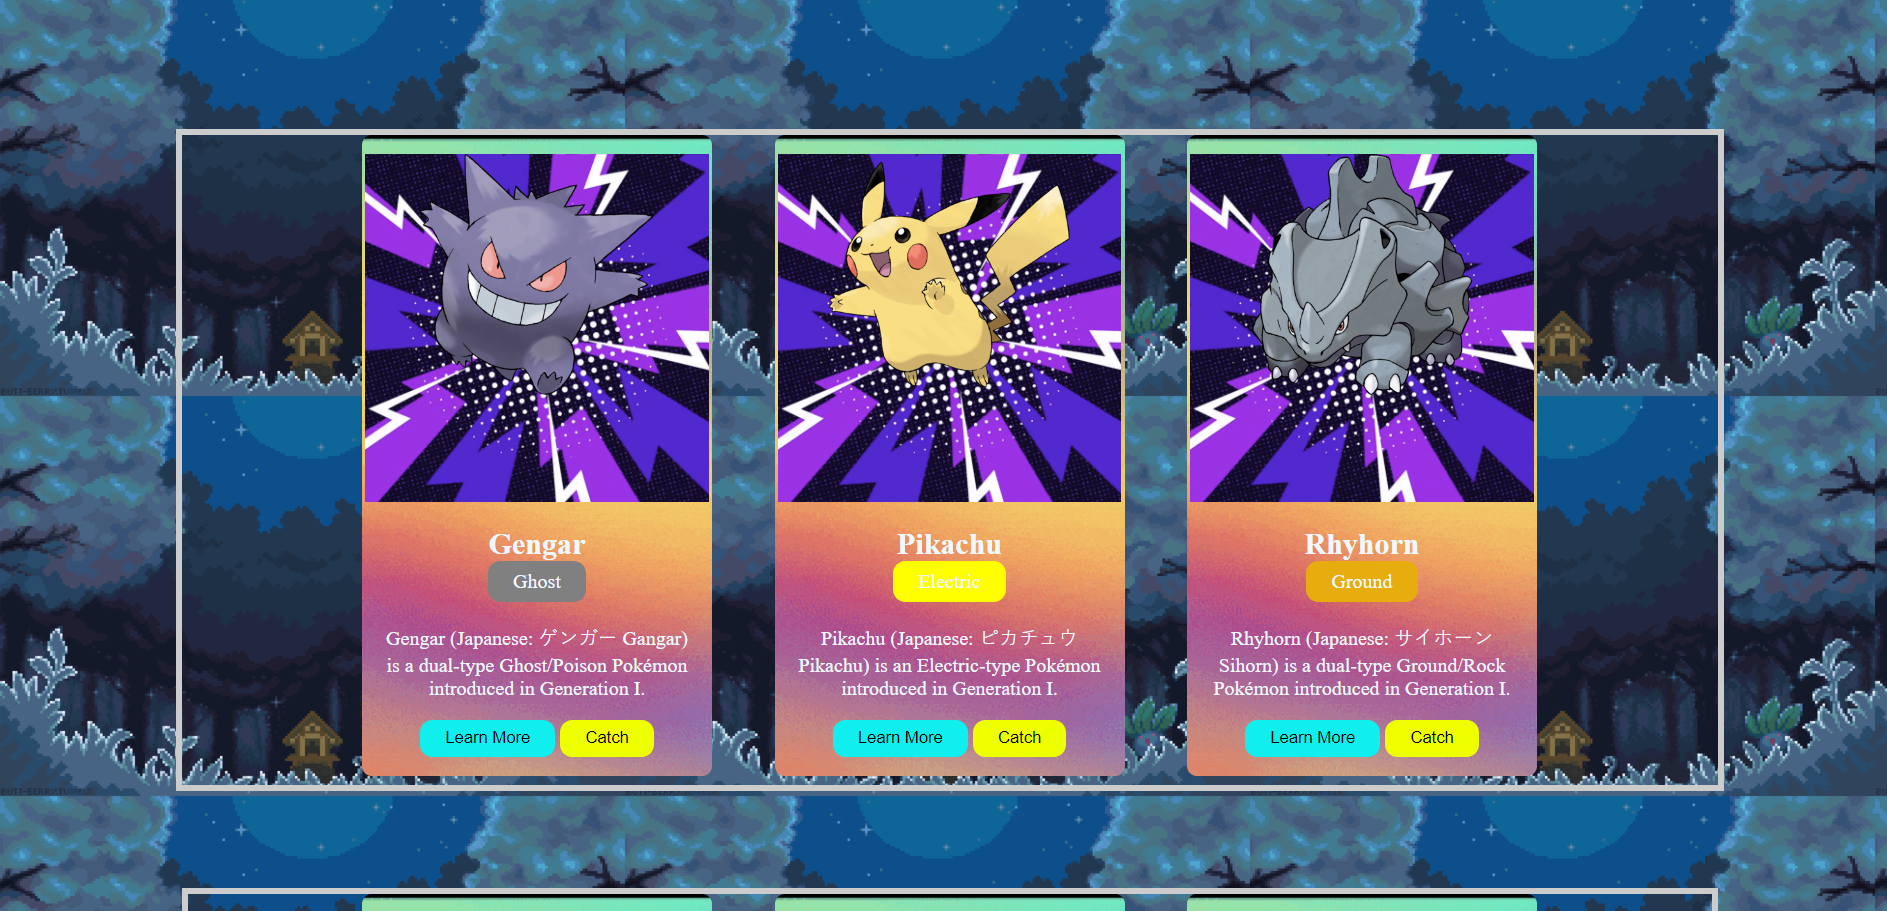 Gengar
Ghost
Gengar (Japanese: ゲンガー Gangar)
is a dual-type Ghost/Poison Pokémon
introduced in Generation I.
Learn More
Catch
Pikachu
Electric
Pikachu (Japanese: ピカチュウ
Pikachu) is an Electric-type Pokémon
introduced in Generation I.
Learn More
Catch
Rhyhorn
Ground
Rhyhorn (Japanese: サイホーン
Sihorn) is a dual-type Ground/Rock
Pokémon introduced in Generation I.
Learn More
Catch